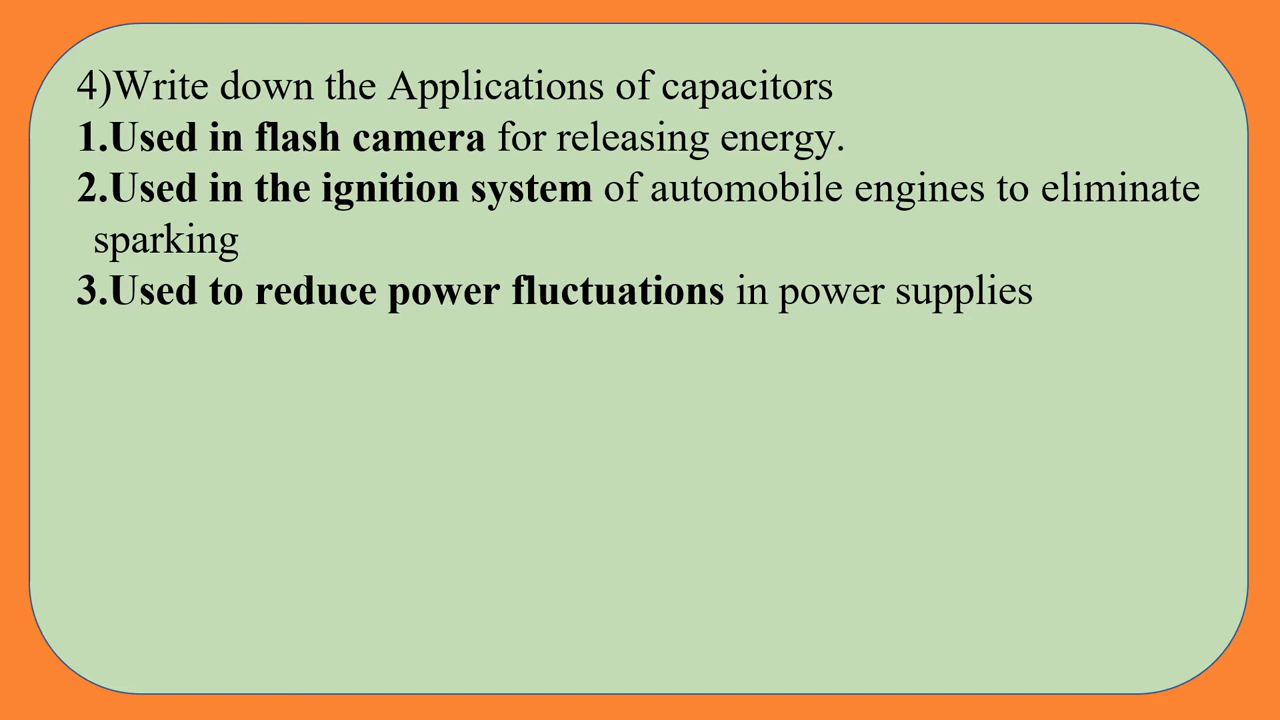 4)Write down the Applications of capacitors
1.Used in flash camera for releasing energy.
2.Used in the ignition system of automobile engines to eliminate
sparking
3.Used to reduce power fluctuations in power supplies